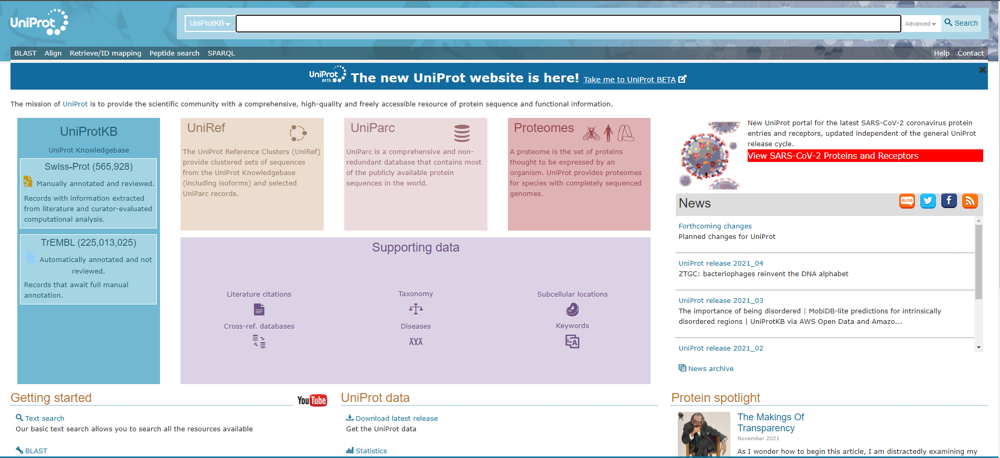 UniProt
UniProtKB
Advanced
Search
BLAST Align Retrieve/ID mapping Peptide search SPARQL
Help Contact
UniProt BETA
The new UniProt website is here! Take me to UniProt BETA
The mission of UniProt is to provide the scientific community with a comprehensive, high-quality and freely accessible resource of protein sequence and functional information.
UniProtKB
UniProt Knowledgebase
Swiss-Prot (565,928)
Manually annotated and reviewed.
Records with information extracted
from literature and curator-evaluated
computational analysis.
TrEMBL (225,013,025)
Automatically annotated and not
reviewed.
Records that await full manual
annotation.
UniRef
The UniProt Reference Clusters (UniRef)
provide clustered sets of sequences
from the UniProt Knowledgebase
(including isoforms) and selected
UniParc records.
UniParc
UniParc is a comprehensive and non-
redundant database that contains most
of the publicly available protein
sequences in the world.
Proteomes
A proteome is the set of proteins
thought to be expressed by an
organism. UniProt provides proteomes
for species with completely sequenced
genomes.
Supporting data
Literature citations
Taxonomy
Subcellular locations
Cross-ref. databases
Diseases
Keywords
New UniProt portal for the latest SARS-CoV-2 coronavirus protein
entries and receptors, updated independent of the general UniProt
release cycle.
View SARS-CoV-2 Proteins and Receptors
News
BLOG
Forthcoming changes
Planned changes for UniProt
UniProt release 2021_04
ZTGC: bacteriophages reinvent the DNA alphabet
UniProt release 2021_03
The importance of being disordered | MobiDB-lite predictions for intrinsically
disordered regions | UniProtKB via AWS Open Data and Amazo...
UniProt release 2021_02
News archive
Getting started
YouTube
Text search
Our basic text search allows you to search all the resources available
BLAST
UniProt data
Download latest release
Get the UniProt data
Statistics
Protein spotlight
The Makings Of
Transparency
November 2021
As I wonder how to begin this article, I am distractedly examining my